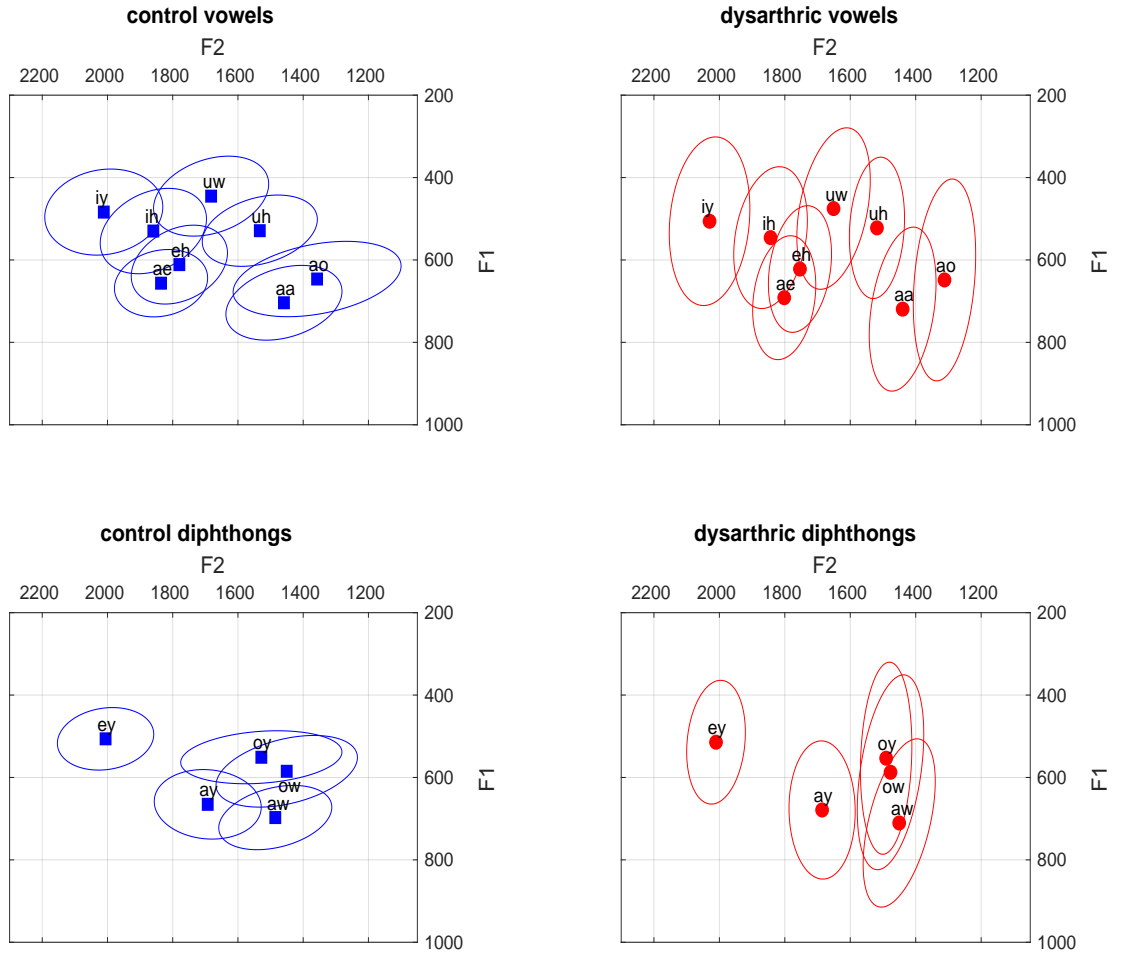 control vowels
F2
2200 2000 1800 1600 1400 1200
200
400
600
800
1000
F1
iy
ih
uw
uh
eh
ae
ao
aa
dysarthric vowels
F2
2200 2000 1800 1600 1400 1200
200
400
600
800
1000
F1
iy
ih
uw
uh
eh
ae
aa
ao
control diphthongs
F2
2200 2000 1800 1600 1400 1200
200
400
600
800
1000
F1
ey
oy
ow
ay
aw
dysarthric diphthongs
F2
2200 2000 1800 1600 1400 1200
200
400
600
800
1000
F1
ey
oy
ow
ay
aw